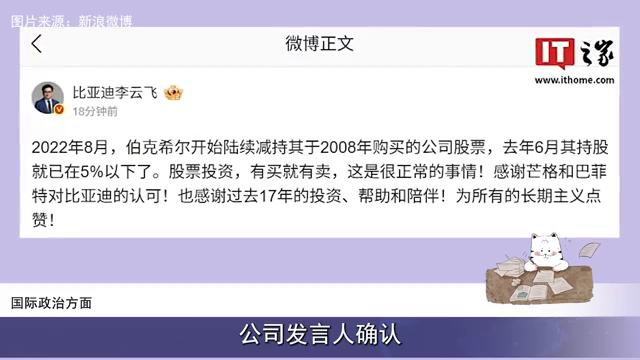 图片来源：新浪微博
微博正文
IT之家
www.ithome.com
比亚迪李云飞
18分钟前
2022年8月，伯克希尔开始陆续减持其于2008年购买的公司股票，去年6月其持股
就已在5%以下了。股票投资，有买就有卖，这是很正常的事情！感谢芒格和巴菲
特对比亚迪的认可！也感谢过去17年的投资、帮助和陪伴！为所有的长期主义点
赞！
国际政治方面
公司发言人确认